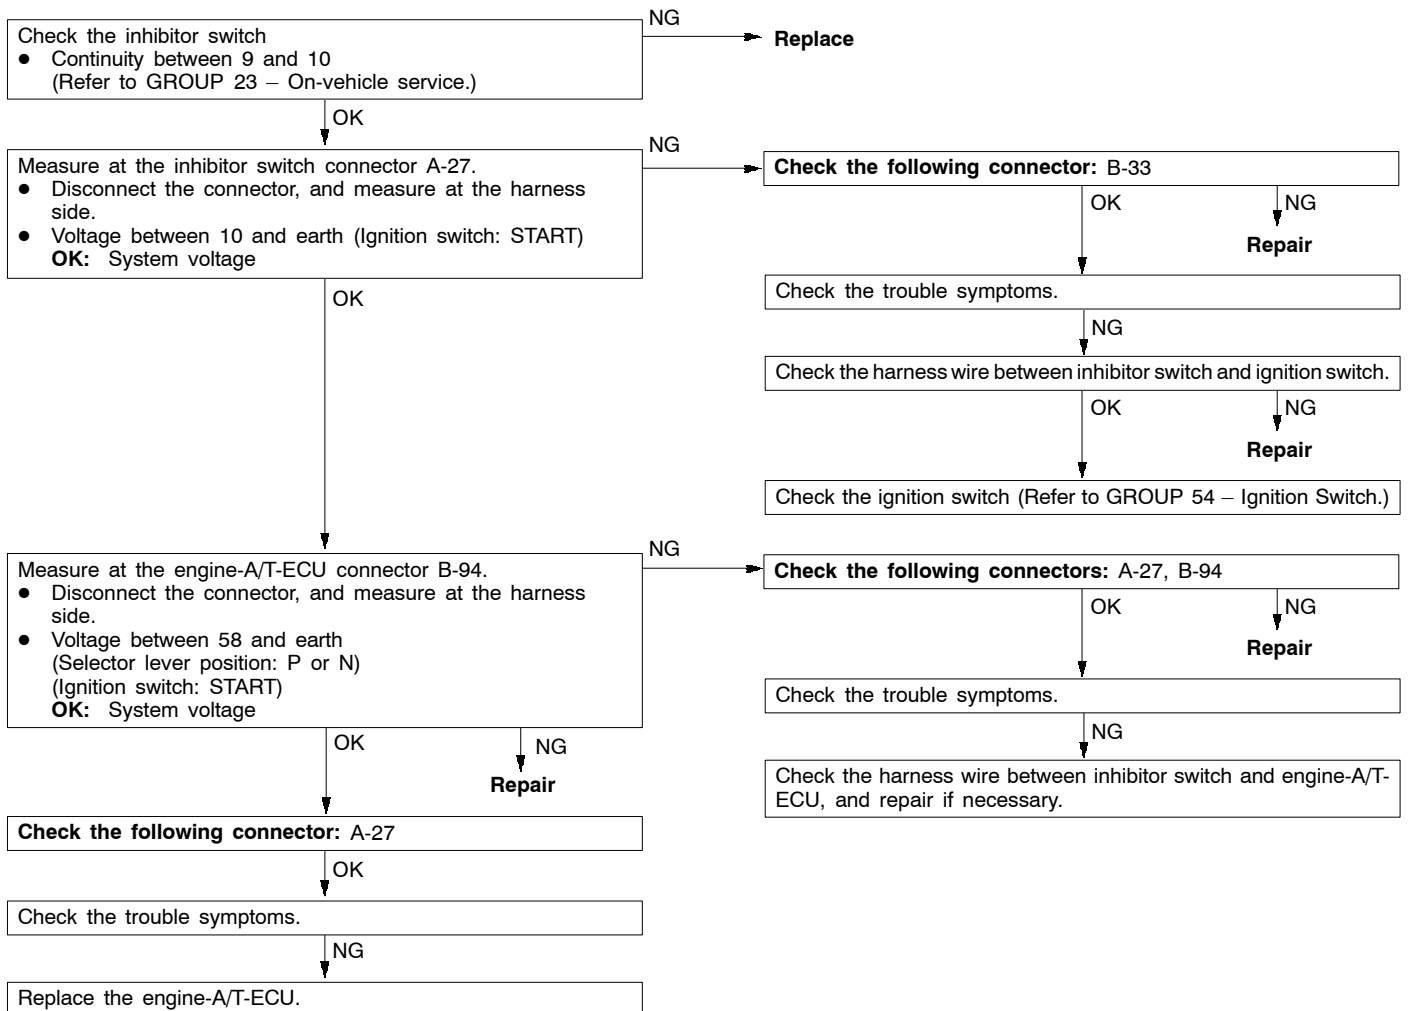 Check the inhibitor switch
● Continuity between 9 and 10
(Refer to GROUP 23 – On-vehicle service.)
NG
Replace
OK
Measure at the inhibitor switch connector A-27.
● Disconnect the connector, and measure at the harness
side.
● Voltage between 10 and earth (Ignition switch: START)
OK: System voltage
NG
Check the following connector: B-33
OK
NG
Repair
Check the trouble symptoms.
NG
Check the harness wire between inhibitor switch and ignition switch.
OK
NG
Repair
Check the ignition switch (Refer to GROUP 54 – Ignition Switch.)
OK
Measure at the engine-A/T-ECU connector B-94.
● Disconnect the connector, and measure at the harness
side.
● Voltage between 58 and earth
(Selector lever position: P or N)
(Ignition switch: START)
OK: System voltage
NG
Check the following connectors: A-27, B-94
OK
NG
Repair
Check the trouble symptoms.
NG
Check the harness wire between inhibitor switch and engine-A/T-
ECU, and repair if necessary.
OK
NG
Repair
Check the following connector: A-27
OK
Check the trouble symptoms.
NG
Replace the engine-A/T-ECU.